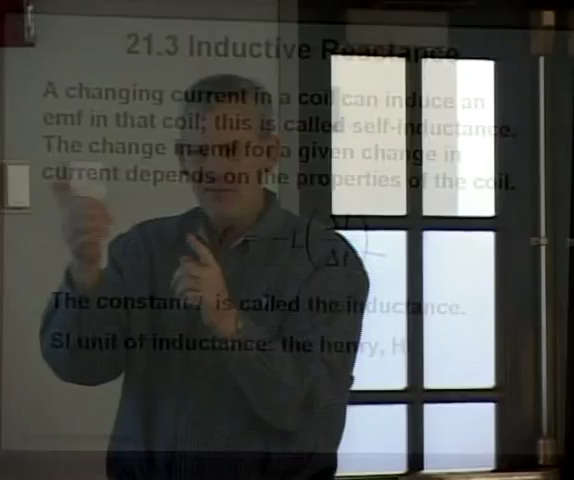 21.3 Inductive Reactance
A changing current in a coil can induce an
emf in that coil; this is called self-inductance.
The change in emf for a given change in
current depends on the properties of the coil.
The constant L is called the inductance.
SI unit of inductance: the henry, H